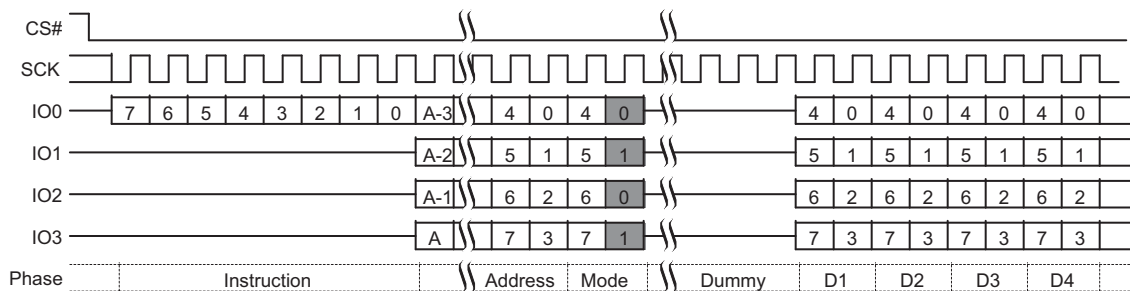 CS#
SCK
IO0 7 6 5 4 3 2 1 0 A-3 4 0 4 0 4 0 4 0 4 0 4 0
IO1 A-2 5 1 5 1 5 1 5 1 5 1 5 1
IO2 A-1 6 2 6 0 6 2 6 2 6 2 6 2
IO3 A 7 3 7 1 7 3 7 3 7 3 7 3
Phase Instruction Address Mode Dummy D1 D2 D3 D4